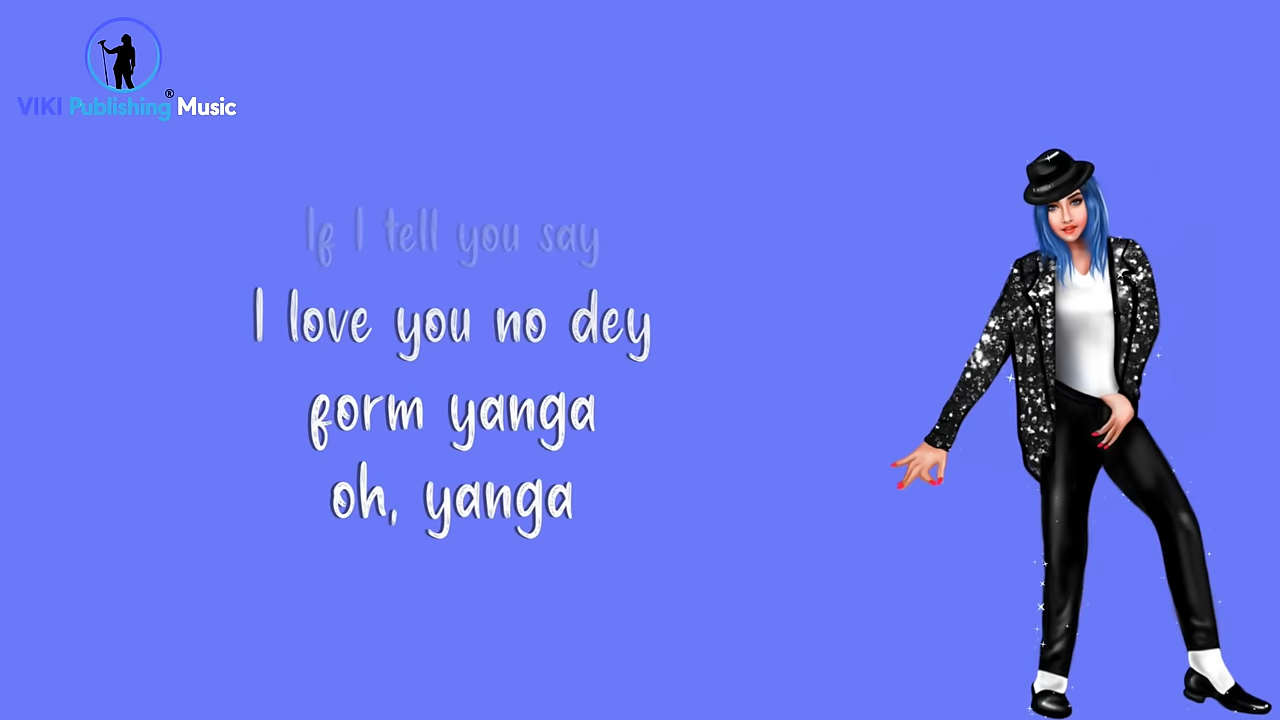 VIKI Publishing® Music
If I tell you say
I love you no dey
form yanga
oh, yanga